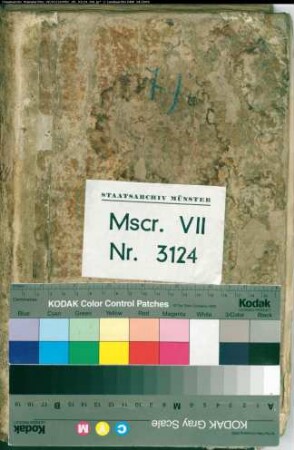 STAATSARCHIV MÜNSTER
Mscr. VII
Nr. 3124
KODAK Color Control Patches
Kodak
Blue Cyan Green Yellow Red Magenta White 3/Color Black
A M B
Kodak
C Y M
KODAK Gray Scale